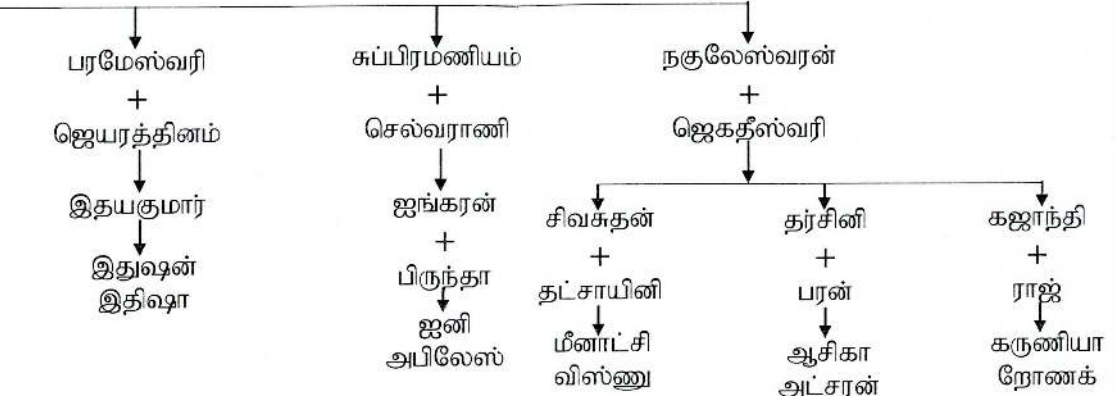 பரமேஸ்வரி
+
ஜெயரத்தினம்
இதயகுமார்
இதுஷன்
இதிஷா
சுப்பிரமணியம்
+
செல்வராணி
ஐங்கரன்
+
பிருந்தா
ஐனி
அபிலேஸ்
நகுலேஸ்வரன்
+
ஜெகதீஸ்வரி
சிவசுதன்
+
தட்சாயினி
மீனாட்சி
விஸ்ணு
தர்சினி
+
பரன்
ஆசிகா
அட்சரன்
கஜாந்தி
+
ராஜ்
கருணியா
றோணக்